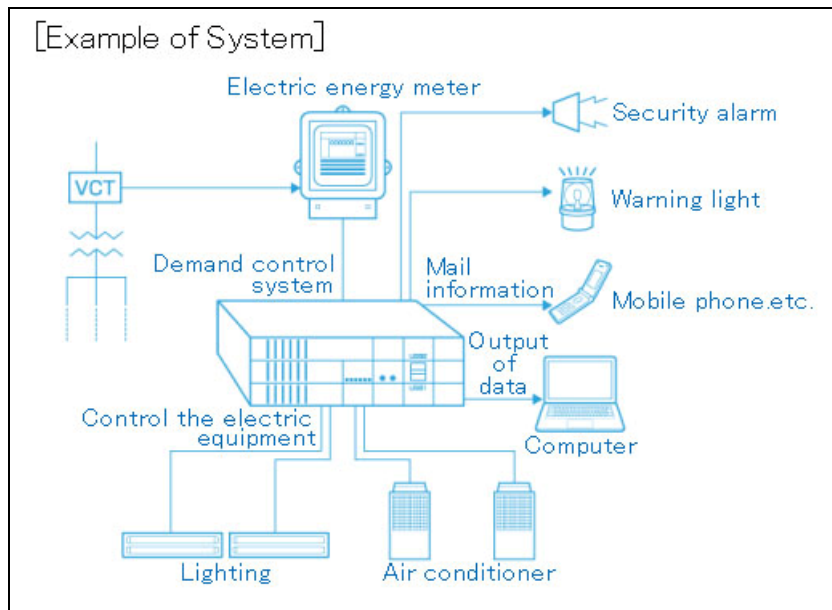 [Example of System]
Electric energy meter
Security alarm
VCT
Warning light
Demand control
system
Mail
information
Mobile phone.etc.
Output
of
data
Control the electric
equipment
Computer
Lighting
Air conditioner